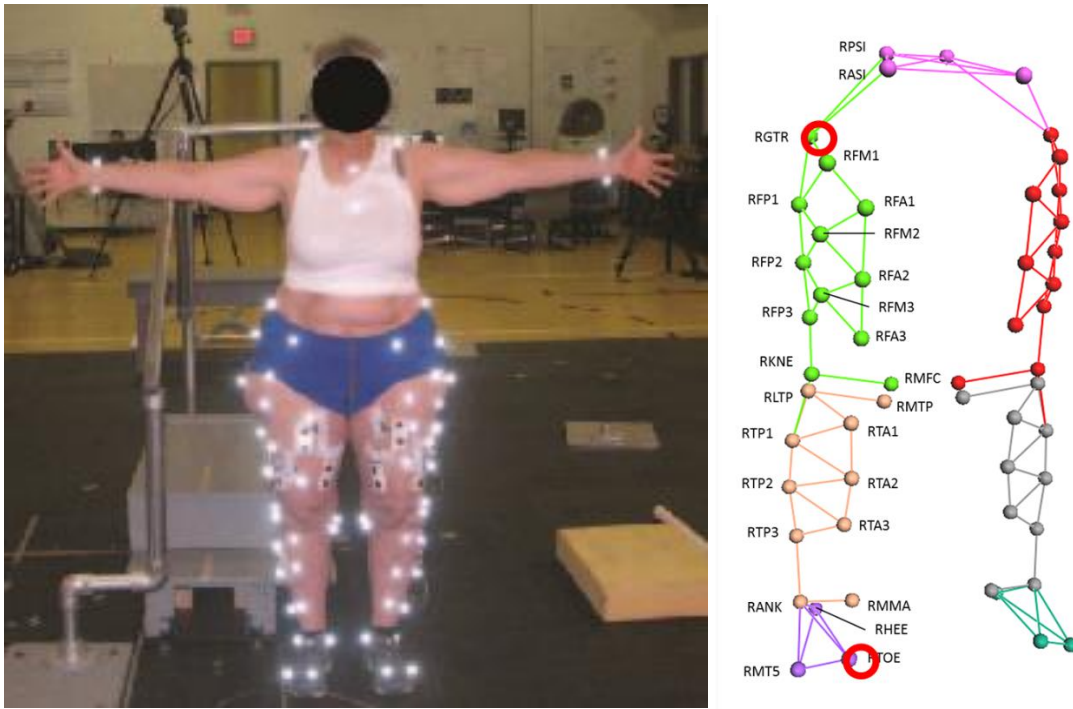 RPSI
RASI
RGTR
RFM1
RFP1
RFA1
RFM2
RFP2
RFA2
RFM3
RFP3
RFA3
RKNE
RMFC
RLTP
RMTP
RTP1
RTA1
RTP2
RTA2
RTP3
RTA3
RANK
RMMA
RHEE
RTOE
RMT5